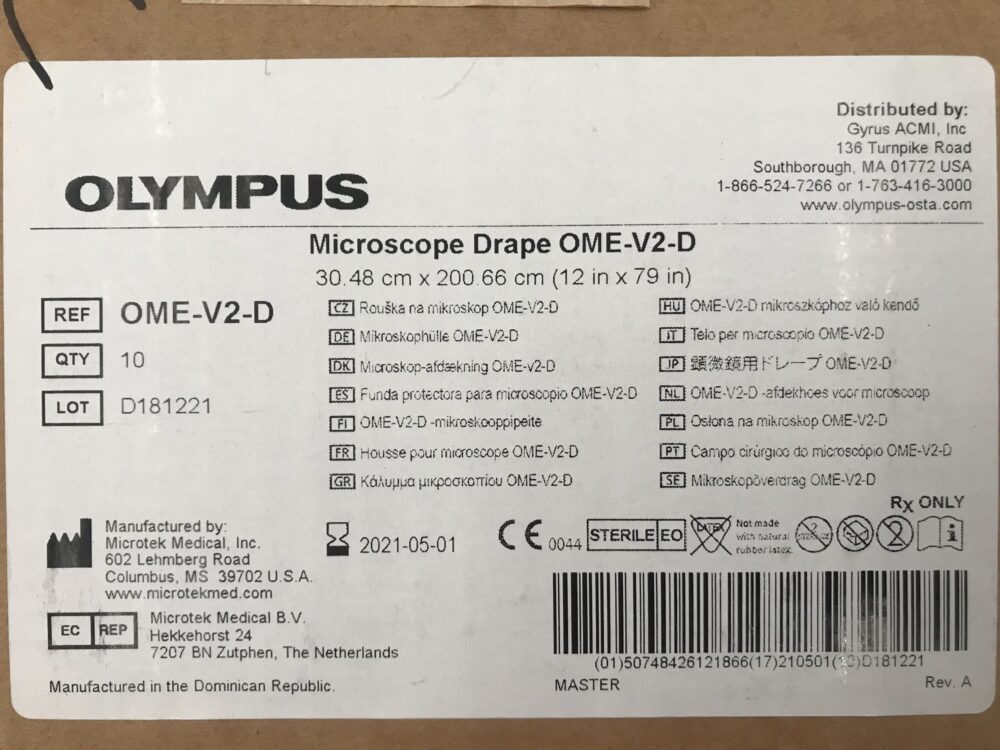 Distributed by:
Gyrus ACMI, Inc
136 Turnpike Road
Southborough, MA 01772 USA
1-866-524-7266 or 1-763-416-3000
www.olympus-osta.com
OLYMPUS
Microscope Drape OME-V2-D
30.48 cm x 200.66 cm (12 in x 79 in)
REF OME-V2-D
QTY 10
LOT D181221
CZ Rouška na mikroskop OME-V2-D
DE Mikroskophülle OME-V2-D
DK Microskop-afdækning OME-v2-D
ES Funda protectora para microscopio OME-V2-D
FI OME-V2-D -mikroskooppipeite
FR Housse pour microscope OME-V2-D
GR Κάλυμμα μικροσκοπίου OME-V2-D
HU OME-V2-D mikroszkóphoz való kendő
IT Telo per microscopio OME-V2-D
JP 顕微鏡用ドレープ OME-V2-D
NL OME-V2-D -afdekhoes voor microscoop
PL Osłona na mikroskop OME-V2-D
PT Campo cirúrgico do microscópio OME-V2-D
SE Mikroskopöverdrag OME-V2-D
Rx ONLY
Manufactured by:
Microtek Medical, Inc.
602 Lehmberg Road
Columbus, MS 39702 U.S.A.
www.microtekmed.com
2021-05-01
CE 0044
STERILE EO
LATEX
Not made
with natural
rubber latex.
2
EC REP
Microtek Medical B.V.
Hekkehorst 24
7207 BN Zutphen, The Netherlands
Manufactured in the Dominican Republic.
(01)50748426121866(17)210501(10)D181221
MASTER
Rev. A